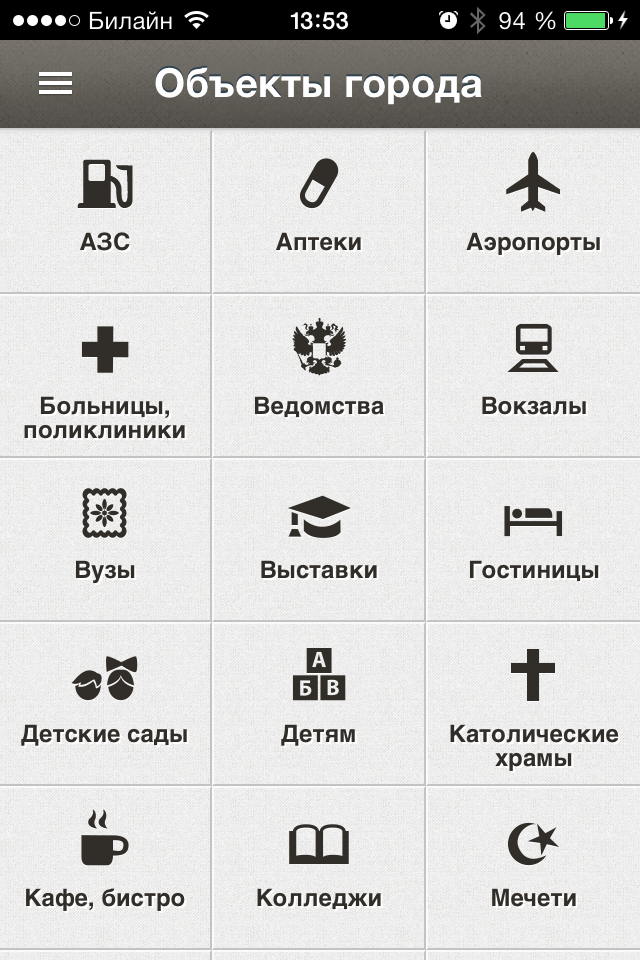 Билайн 13:53 94 %
Объекты города
АЗС
Аптеки
Аэропорты
Больницы,
поликлиники
Ведомства
Вокзалы
Вузы
Выставки
Гостиницы
Детские сады
А
Б В
Детям
Католические
храмы
Кафе, бистро
Колледжи
Мечети